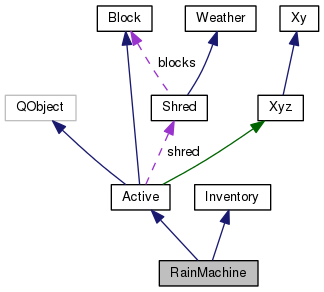 Block
Weather
Xy
blocks
QObject
Shred
Xyz
shred
Active
Inventory
RainMachine